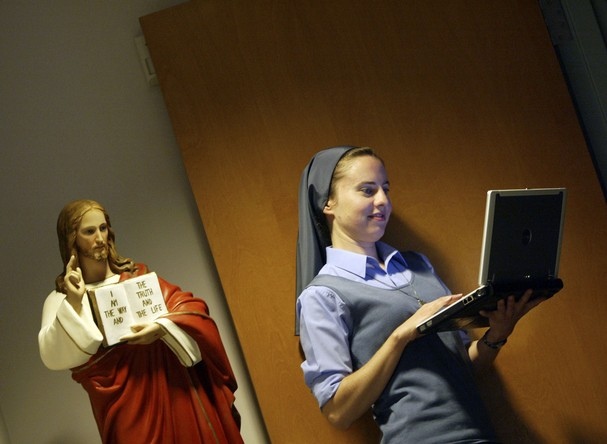 I
AM
THE WAY
AND
THE
TRUTH
AND
THE LIFE